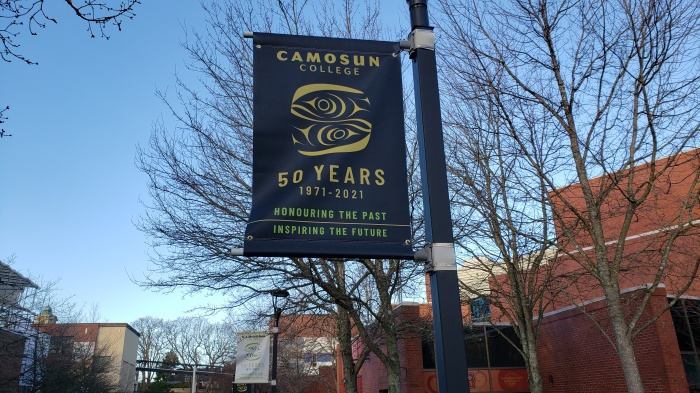 CAMOSUN
COLLEGE
50 YEARS
1971-2021
HONOURING THE PAST
INSPIRING THE FUTURE